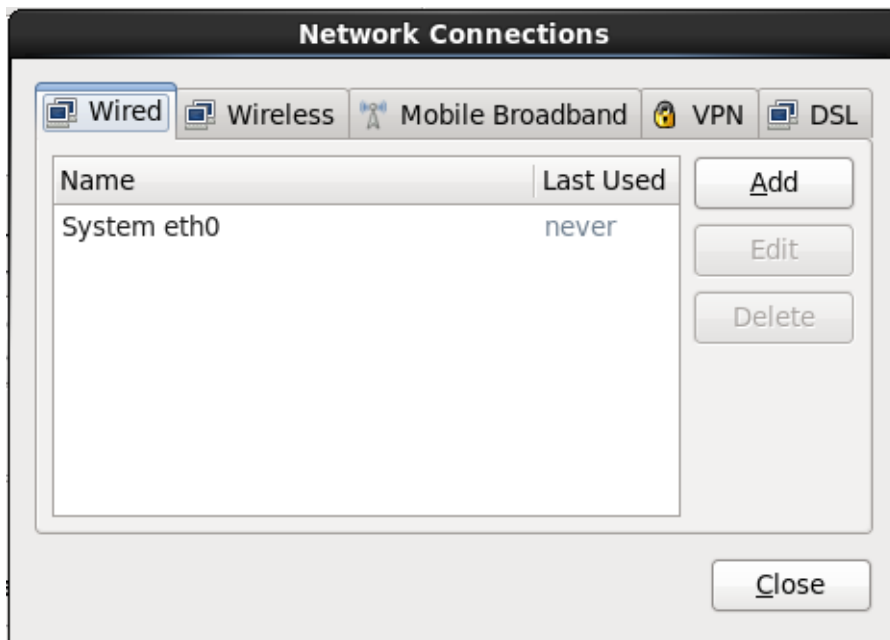 Network Connections
Wired Wireless Mobile Broadband VPN DSL
Name Last Used Add
System eth0 never
Edit
Delete
Close